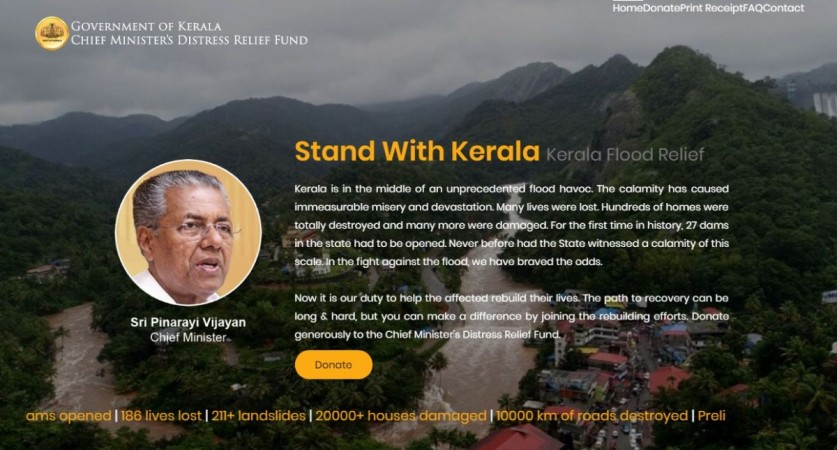 HomeDonatePrint ReceiptFAQContact
GOVERNMENT OF KERALA
CHIEF MINISTER'S DISTRESS RELIEF FUND
Stand With Kerala Kerala Flood Relief
Kerala is in the middle of an unprecedented flood havoc. The calamity has caused
immeasurable misery and devastation. Many lives were lost. Hundreds of homes were
totally destroyed and many more were damaged. For the first time in history, 27 dams
in the state had to be opened. Never before had the State witnessed a calamity of this
scale. In the fight against the flood, we have braved the odds.
Now it is our duty to help the affected rebuild their lives. The path to recovery can be
long & hard, but you can make a difference by joining the rebuilding efforts. Donate
generously to the Chief Minister's Distress Relief Fund.
Sri Pinarayi Vijayan
Chief Minister
Donate
ams opened | 186 lives lost | 211+ landslides | 20000+ houses damaged | 10000 km of roads destroyed | Preli